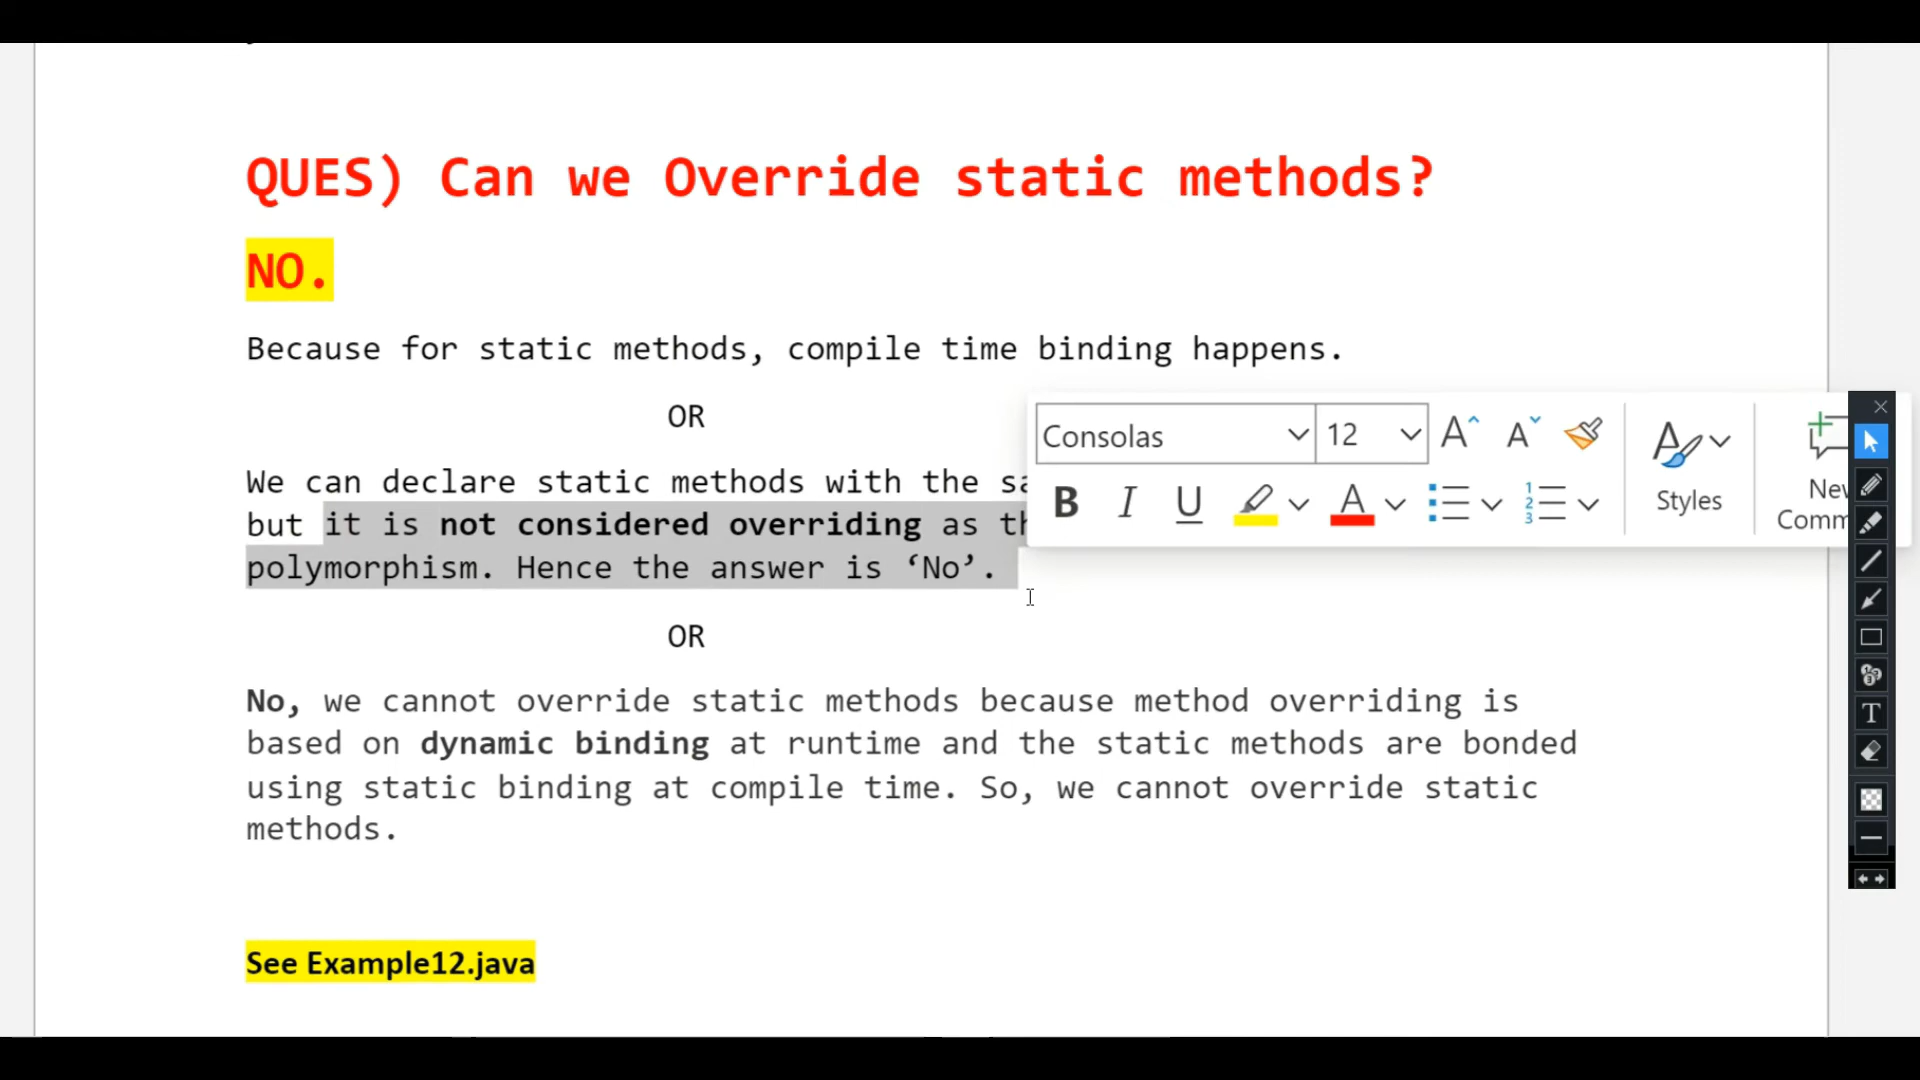 QUES) Can we Override static methods?
NO.
Because for static methods, compile time binding happens.
OR
We can declare static methods with the
but it is not considered overriding as
polymorphism. Hence the answer is ‘No’.
OR
No, we cannot override static methods because method overriding is
based on dynamic binding at runtime and the static methods are bonded
using static binding at compile time. So, we cannot override static
methods.
See Example12.java
Consolas
12
B I U
Styles